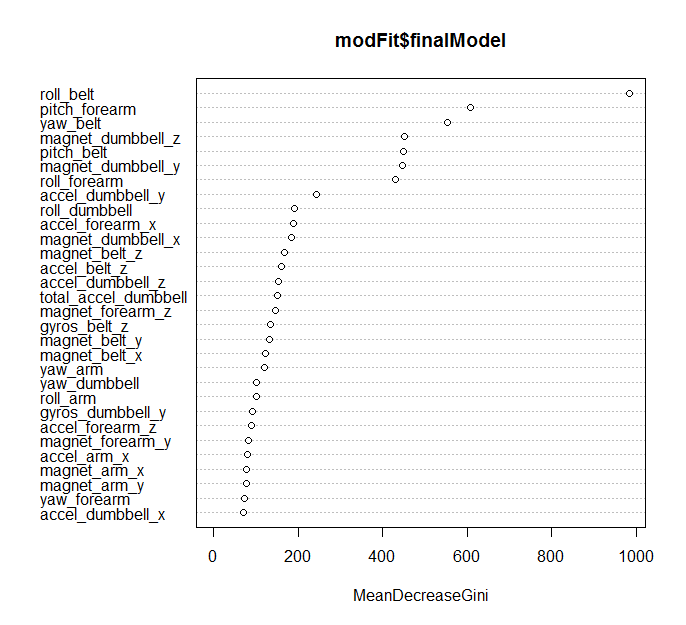 modFit$finalModel
roll_belt
pitch_forearm
yaw_belt
magnet_dumbbell_z
pitch_belt
magnet_dumbbell_y
roll_forearm
accel_dumbbell_y
roll_dumbbell
accel_forearm_x
magnet_dumbbell_x
magnet_belt_z
accel_belt_z
accel_dumbbell_z
total_accel_dumbbell
magnet_forearm_z
gyros_belt_z
magnet_belt_y
magnet_belt_x
yaw_arm
yaw_dumbbell
roll_arm
gyros_dumbbell_y
accel_forearm_z
magnet_forearm_y
accel_arm_x
magnet_arm_x
magnet_arm_y
yaw_forearm
accel_dumbbell_x
0 200 400 600 800 1000
MeanDecreaseGini